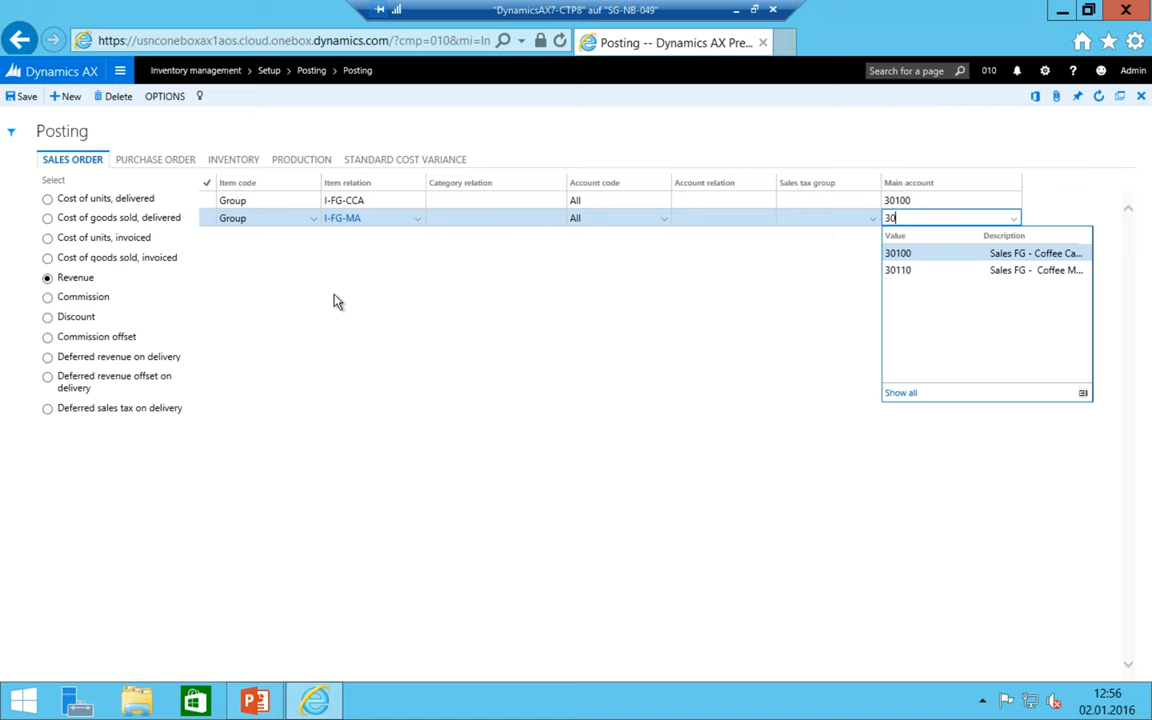 "DynamicsAX7-CTP8" auf "SG-NB-049"
https://usnconeboxax1aos.cloud.onebox.dynamics.com/?cmp=010&mi=In
Posting -- Dynamics AX Pre...
Dynamics AX
Inventory management > Setup > Posting > Posting
Search for a page
010
?
Admin
Save
+ New
Delete
OPTIONS
Posting
SALES ORDER
PURCHASE ORDER
INVENTORY
PRODUCTION
STANDARD COST VARIANCE
Select
Cost of units, delivered
Cost of goods sold, delivered
Cost of units, invoiced
Cost of goods sold, invoiced
Revenue
Commission
Discount
Commission offset
Deferred revenue on delivery
Deferred revenue offset on
delivery
Deferred sales tax on delivery
Item code Item relation Category relation Account code Account relation Sales tax group Main account
Group I-FG-CCA All 30100
Group I-FG-MA All 30
Value Description
30100 Sales FG - Coffee Ca...
30110 Sales FG - Coffee M...
Show all
12:56
02.01.2016